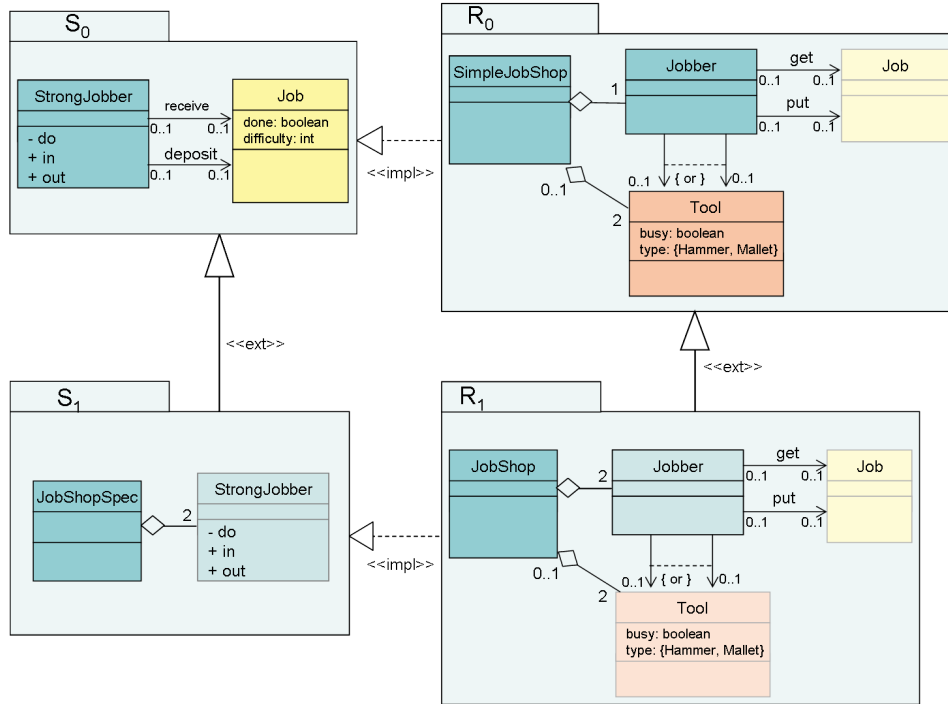 S0
StrongJobber
- do
+ in
+ out
receive
0..1
0..1
deposit
0..1
0..1
Job
done: boolean
difficulty: int
<<impl>>
R0
SimpleJobShop
1
Jobber
get
0..1
0..1
put
0..1
0..1
Job
0..1
{ or }
0..1
0..1
2
Tool
busy: boolean
type: {Hammer, Mallet}
<<ext>>
<<ext>>
S1
JobShopSpec
2
StrongJobber
- do
+ in
+ out
<<impl>>
R1
JobShop
2
Jobber
get
0..1
0..1
put
0..1
0..1
Job
0..1
{ or }
0..1
0..1
2
Tool
busy: boolean
type: {Hammer, Mallet}